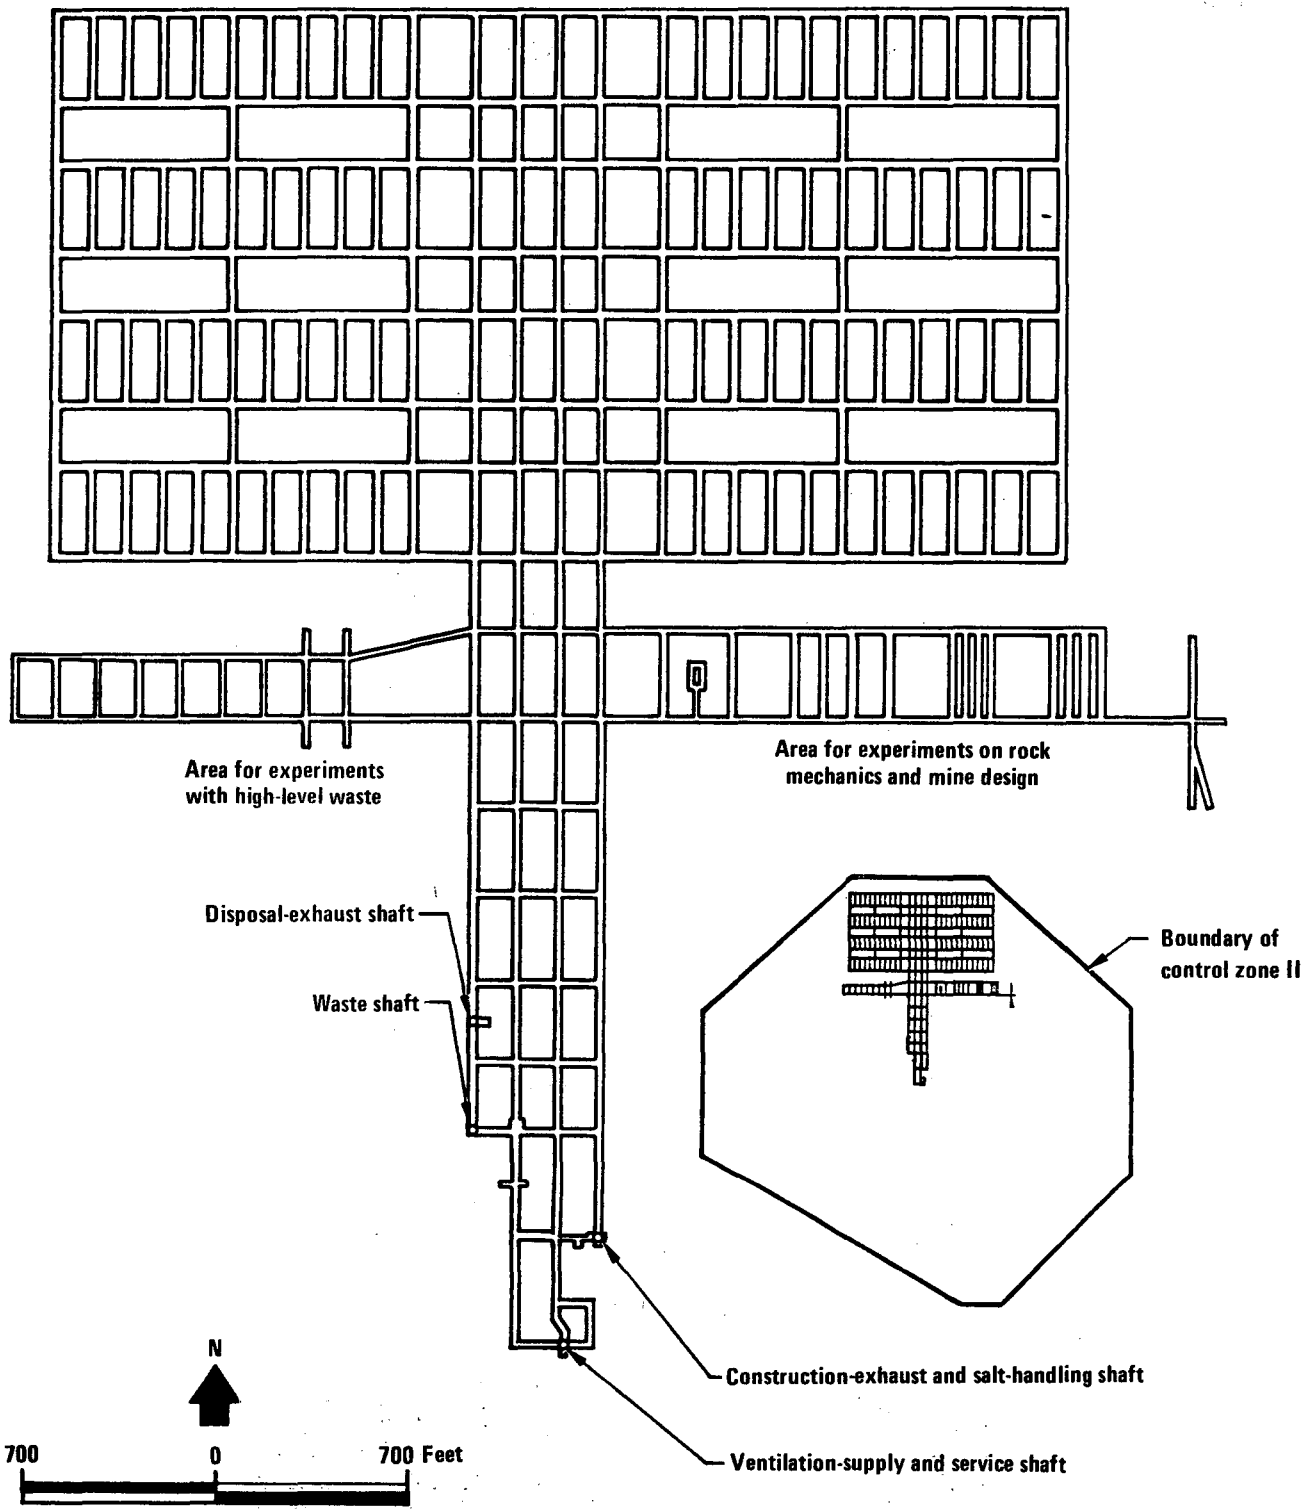 Area for experiments
with high-level waste
Area for experiments on rock
mechanics and mine design
Disposal-exhaust shaft
Waste shaft
Boundary of
control zone II
Construction-exhaust and salt-handling shaft
Ventilation-supply and service shaft
N
700 0 700 Feet